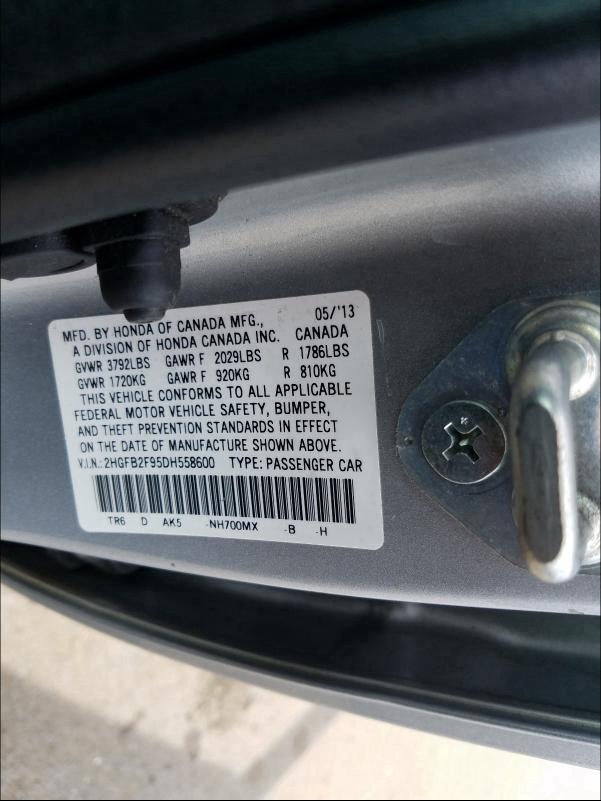 MFD. BY HONDA OF CANADA MFG., 05/'13
A DIVISION OF HONDA CANADA INC. CANADA
GVWR 3792LBS GAWR F 2029LBS R 1786LBS
GVWR 1720KG GAWR F 920KG R 810KG
THIS VEHICLE CONFORMS TO ALL APPLICABLE
FEDERAL MOTOR VEHICLE SAFETY, BUMPER,
AND THEFT PREVENTION STANDARDS IN EFFECT
ON THE DATE OF MANUFACTURE SHOWN ABOVE.
V.I.N.: 2HGFB2F95DH558600 TYPE: PASSENGER CAR
TR6 D AK5 -NH700MX -B -H